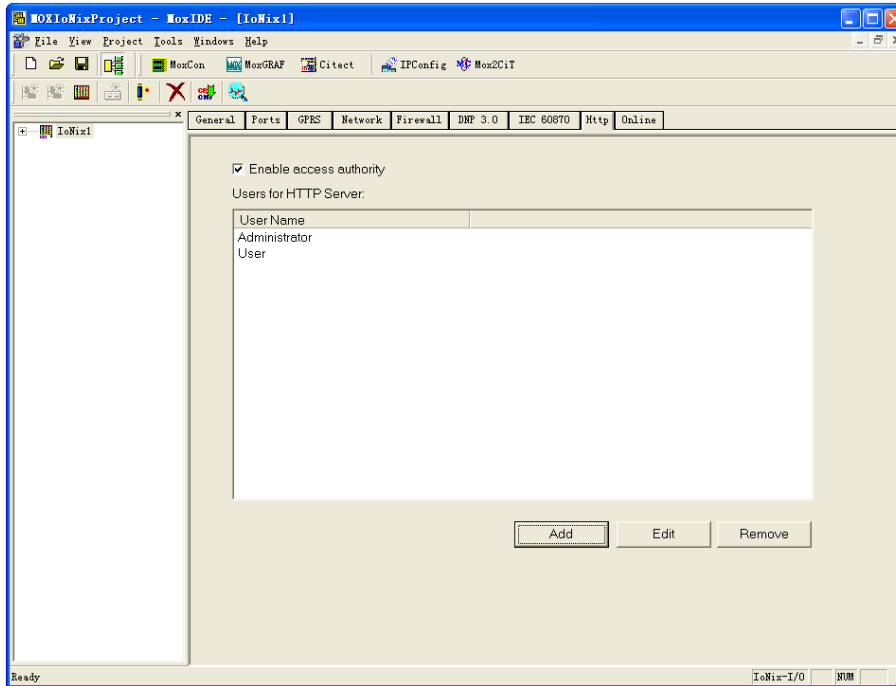 MOXIoNixProject - MoxIDE - [IoNix1]
File View Project Tools Windows Help
MoxCon MoxGRAF Citect IPConfig Mox2CiT
IoNix1
General Ports GPRS Network Firewall DNP 3.0 IEC 60870 Http Online
Enable access authority
Users for HTTP Server:
User Name
Administrator
User
Add Edit Remove
Ready IoNix-I/O NUM